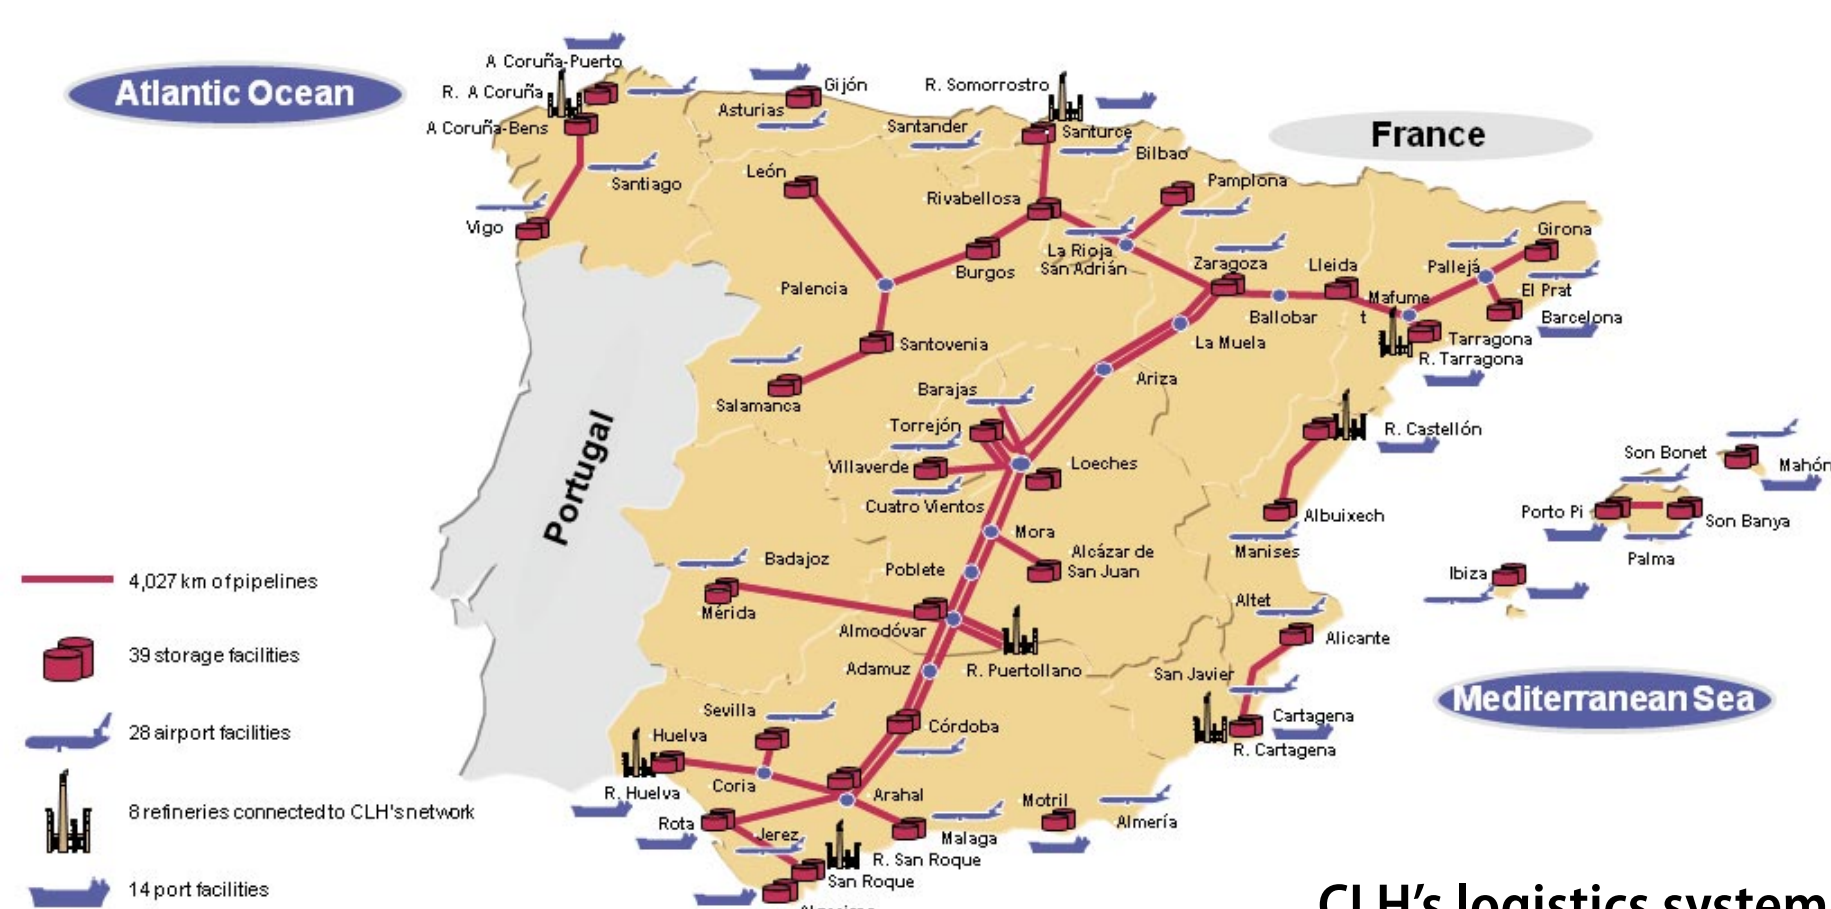 A Coruña-Puerto
Atlantic Ocean
R. A Coruña
A Coruña-Bens
Gijón
Asturias
R. Somorrostro
Santander
Santurce
Bilbao
France
Santiago
León
Vigo
Rivabellosa
Pamplona
La Rioja
San Adrián
Burgos
Palencia
Zaragoza
Lleida
Girona
Pallejá
El Prat
Barcelona
Mafume
t
Ballobar
La Muela
Tarragona
R. Tarragona
Santovenia
Salamanca
Ariza
Barajas
Torrejón
Villaverde
Cuatro Vientos
Loeches
R. Castellón
Portugal
Albuixech
Manises
Son Bonet
Mahón
Porto Pi
Son Banya
Palma
Ibiza
Mora
Alcázar de
San Juan
Poblete
Badajoz
Mérida
Almodóvar
R. Puertollano
Adamuz
Altet
Alicante
San Javier
Mediterranean Sea
Cartagena
R. Cartagena
Sevilla
Córdoba
Huelva
R. Huelva
Coria
Arahal
Rota
Jerez
Malaga
Motril
Almería
R. San Roque
San Roque
4,027 km of pipelines
39 storage facilities
28 airport facilities
8 refineries connected to CLH's network
14 port facilities
CLH's logistics system